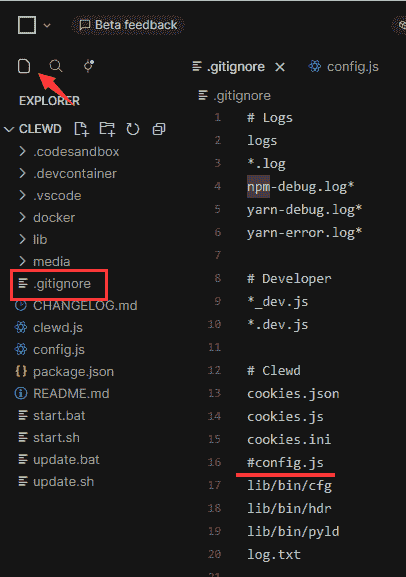 Beta feedback
.gitignore
config.js
EXPLORER
.gitignore
CLEWD
.codesandbox
.devcontainer
.vscode
docker
lib
media
.gitignore
CHANGELOG.md
clewd.js
config.js
package.json
README.md
start.bat
start.sh
update.bat
update.sh
1 # Logs
2 logs
3 *.log
4 npm-debug.log*
5 yarn-debug.log*
6 yarn-error.log*
7
8 # Developer
9 *_dev.js
10 *.dev.js
11
12 # Clewd
13 cookies.json
14 cookies.js
15 cookies.ini
16 #config.js
17 lib/bin/cfg
18 lib/bin/hdr
19 lib/bin/pyld
20 log.txt